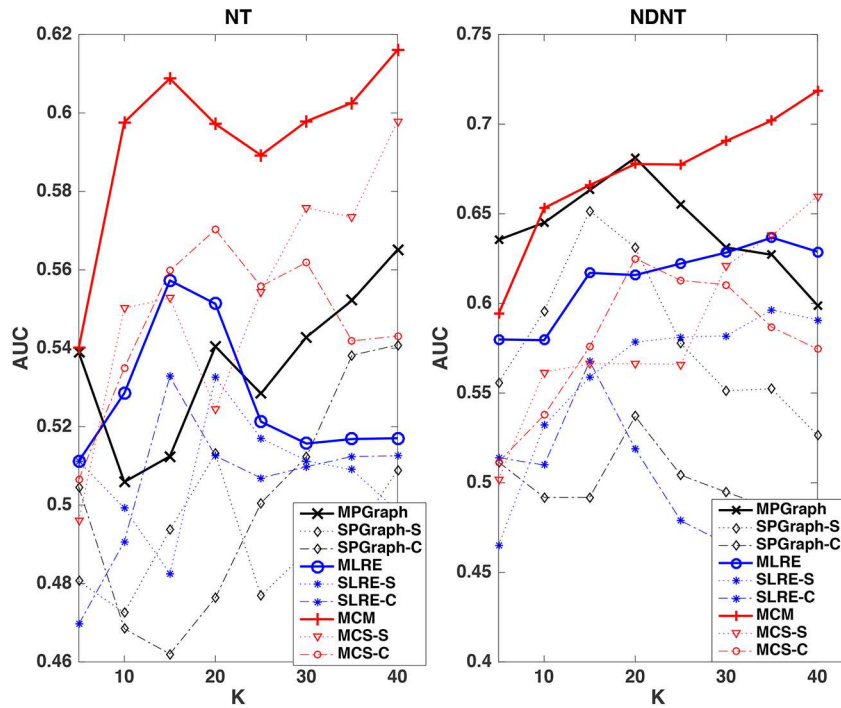 NT
AUC
0.62
0.6
0.58
0.56
0.54
0.52
0.5
0.48
0.46
10
20
30
40
K
MPGraph
SPGraph-S
SPGraph-C
MLRE
SLRE-S
SLRE-C
MCM
MCS-S
MCS-C
NDNT
AUC
0.75
0.7
0.65
0.6
0.55
0.5
0.45
0.4
10
20
30
40
K
MPGraph
SPGraph-S
SPGraph-C
MLRE
SLRE-S
SLRE-C
MCM
MCS-S
MCS-C